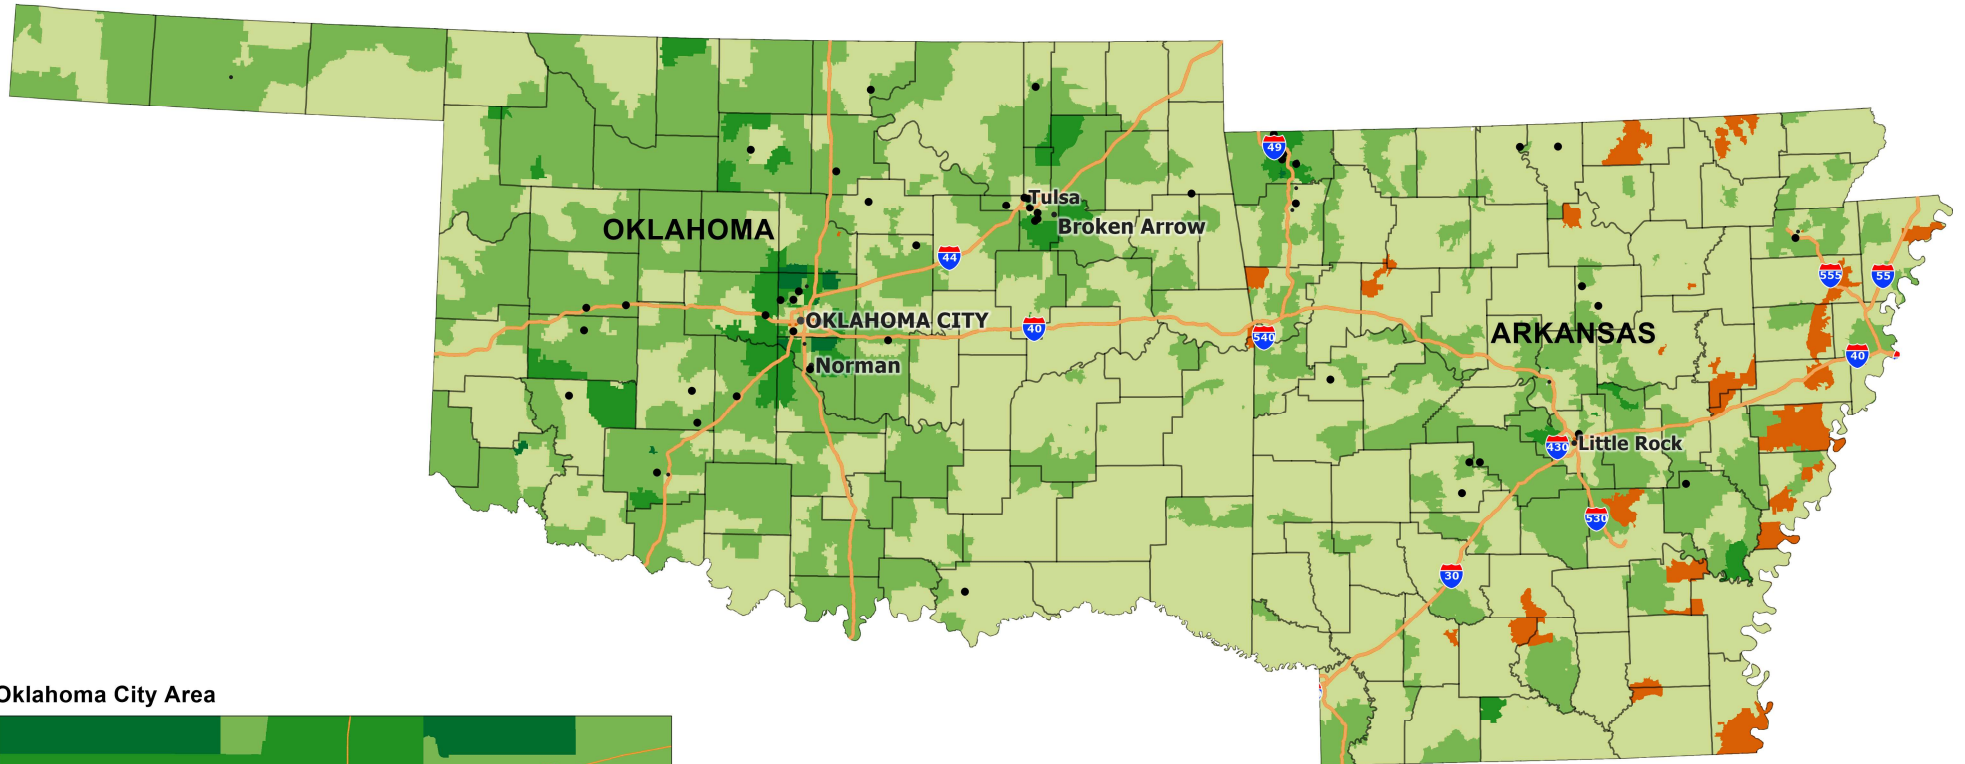 49
Tulsa
OKLAHOMA
Broken Arrow
44
555
55
OKLAHOMA CITY
40
540
ARKANSAS
40
Norman
430
Little Rock
530
30
Oklahoma City Area